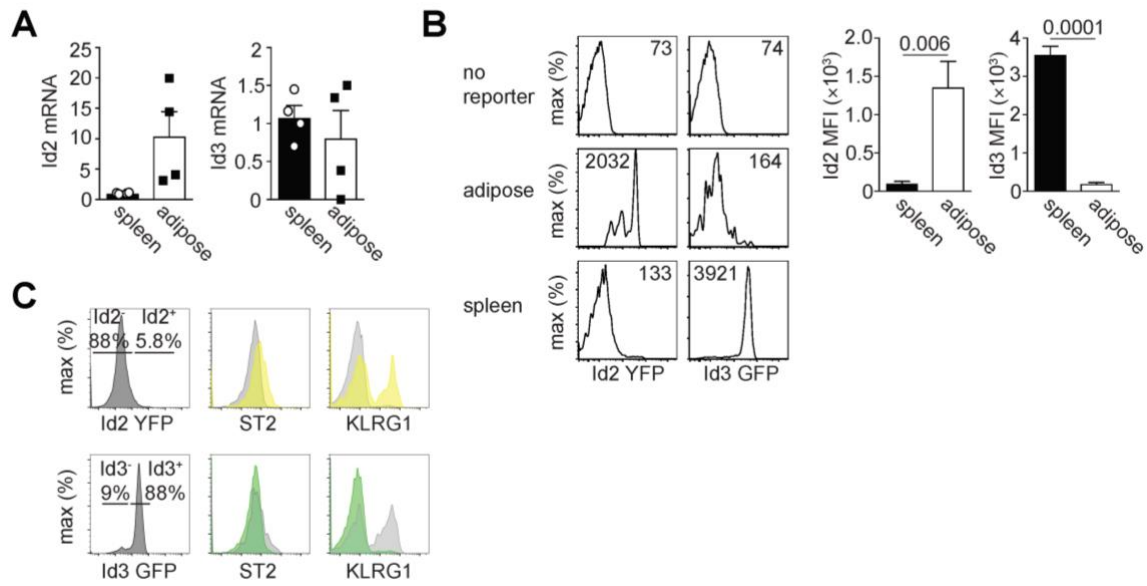 A
Id2 mRNA
25
20
15
10
5
0
spleen
adipose
Id3 mRNA
2
1.5
1
0.5
0
spleen
adipose
B
no
reporter
max (%)
73
74
adipose
max (%)
2032
164
spleen
max (%)
133
3921
Id2 YFP
Id3 GFP
Id2 MFI (×10³)
2.0
1.5
1.0
0.5
0
0.006
spleen
adipose
Id3 MFI (×10³)
4
3
2
1
0
0.0001
spleen
adipose
C
max (%)
Id2⁻ Id2⁺
88% 5.8%
Id2 YFP
ST2
KLRG1
max (%)
Id3⁻ Id3⁺
9% 88%
Id3 GFP
ST2
KLRG1